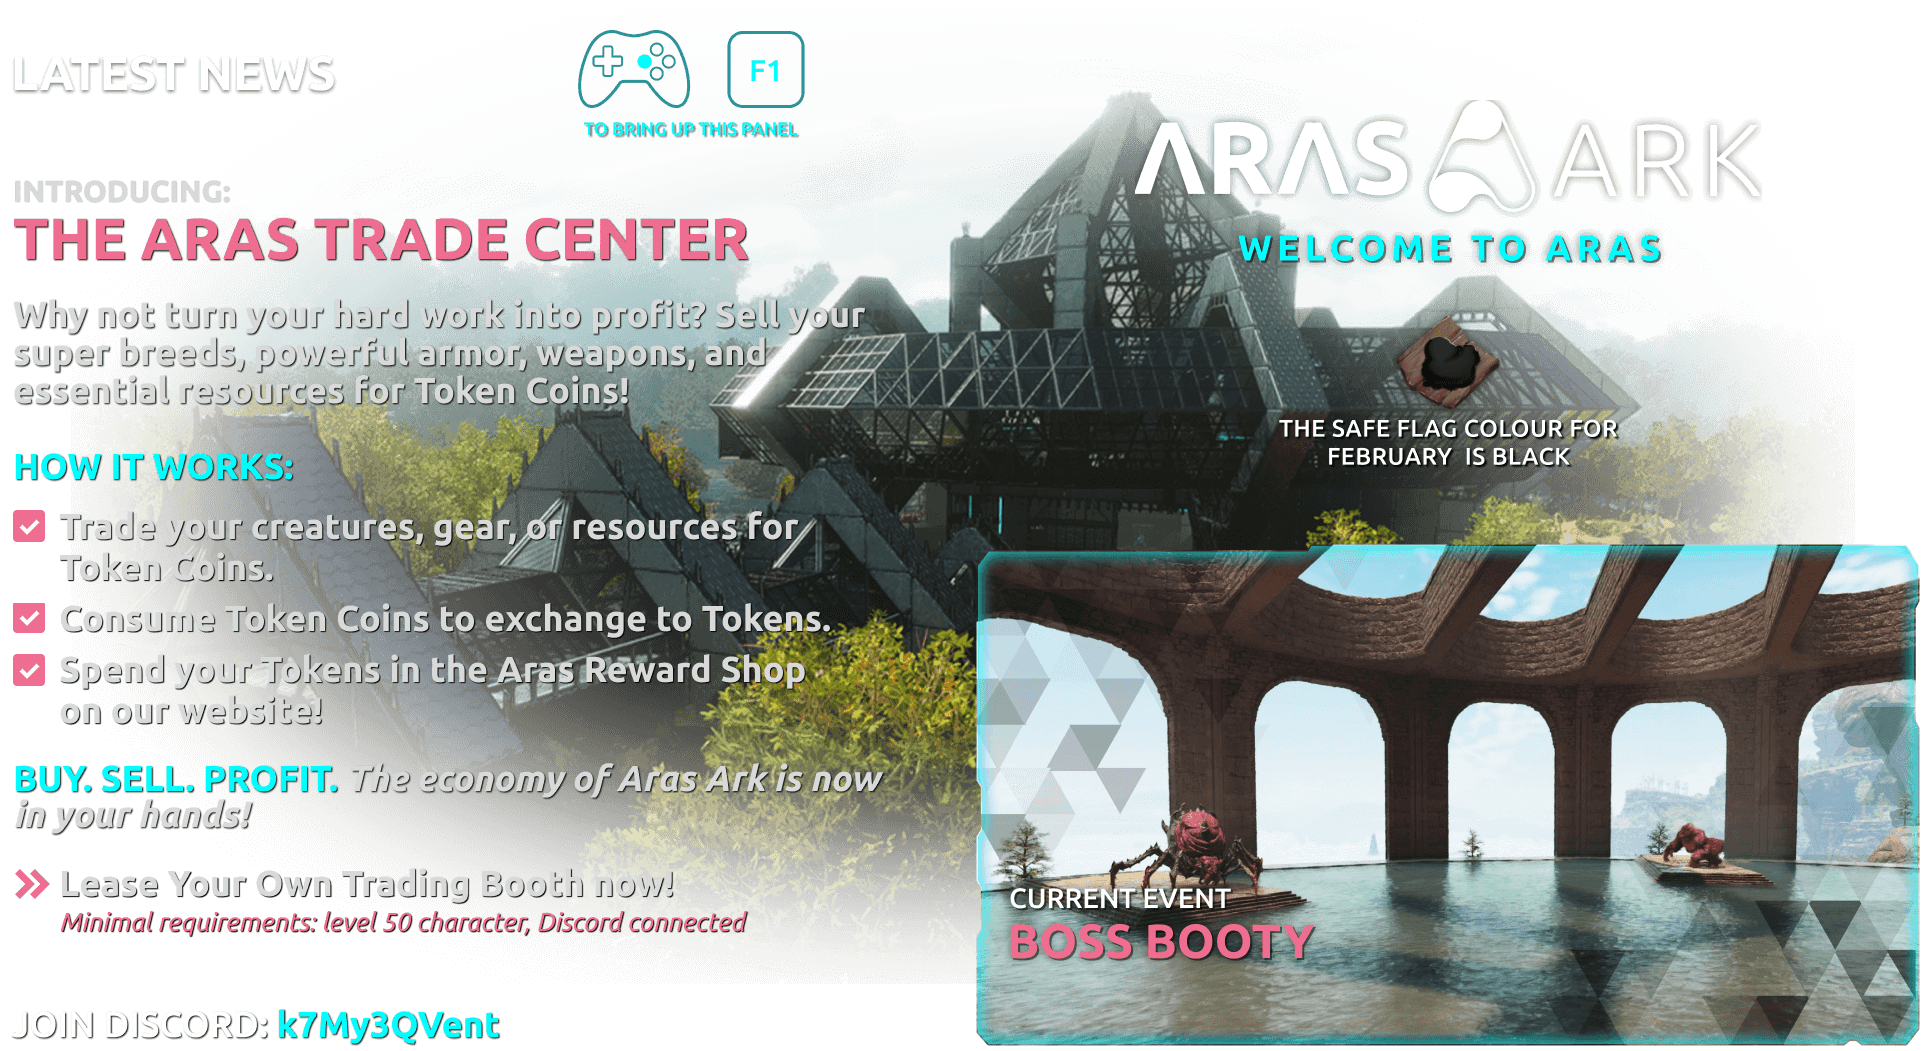 LATEST NEWS
F1
TO BRING UP THIS PANEL
INTRODUCING:
THE ARAS TRADE CENTER
Why not turn your hard work into profit? Sell your
super breeds, powerful armor, weapons, and
essential resources for Token Coins!
HOW IT WORKS:
Trade your creatures, gear, or resources for
Token Coins.
Consume Token Coins to exchange to Tokens.
Spend your Tokens in the Aras Reward Shop
on our website!
BUY. SELL. PROFIT. The economy of Aras Ark is now
in your hands!
Lease Your Own Trading Booth now!
Minimal requirements: level 50 character, Discord connected
JOIN DISCORD: k7My3QVent
ARAS ARK
WELCOME TO ARAS
THE SAFE FLAG COLOUR FOR
FEBRUARY IS BLACK
CURRENT EVENT
BOSS BOOTY